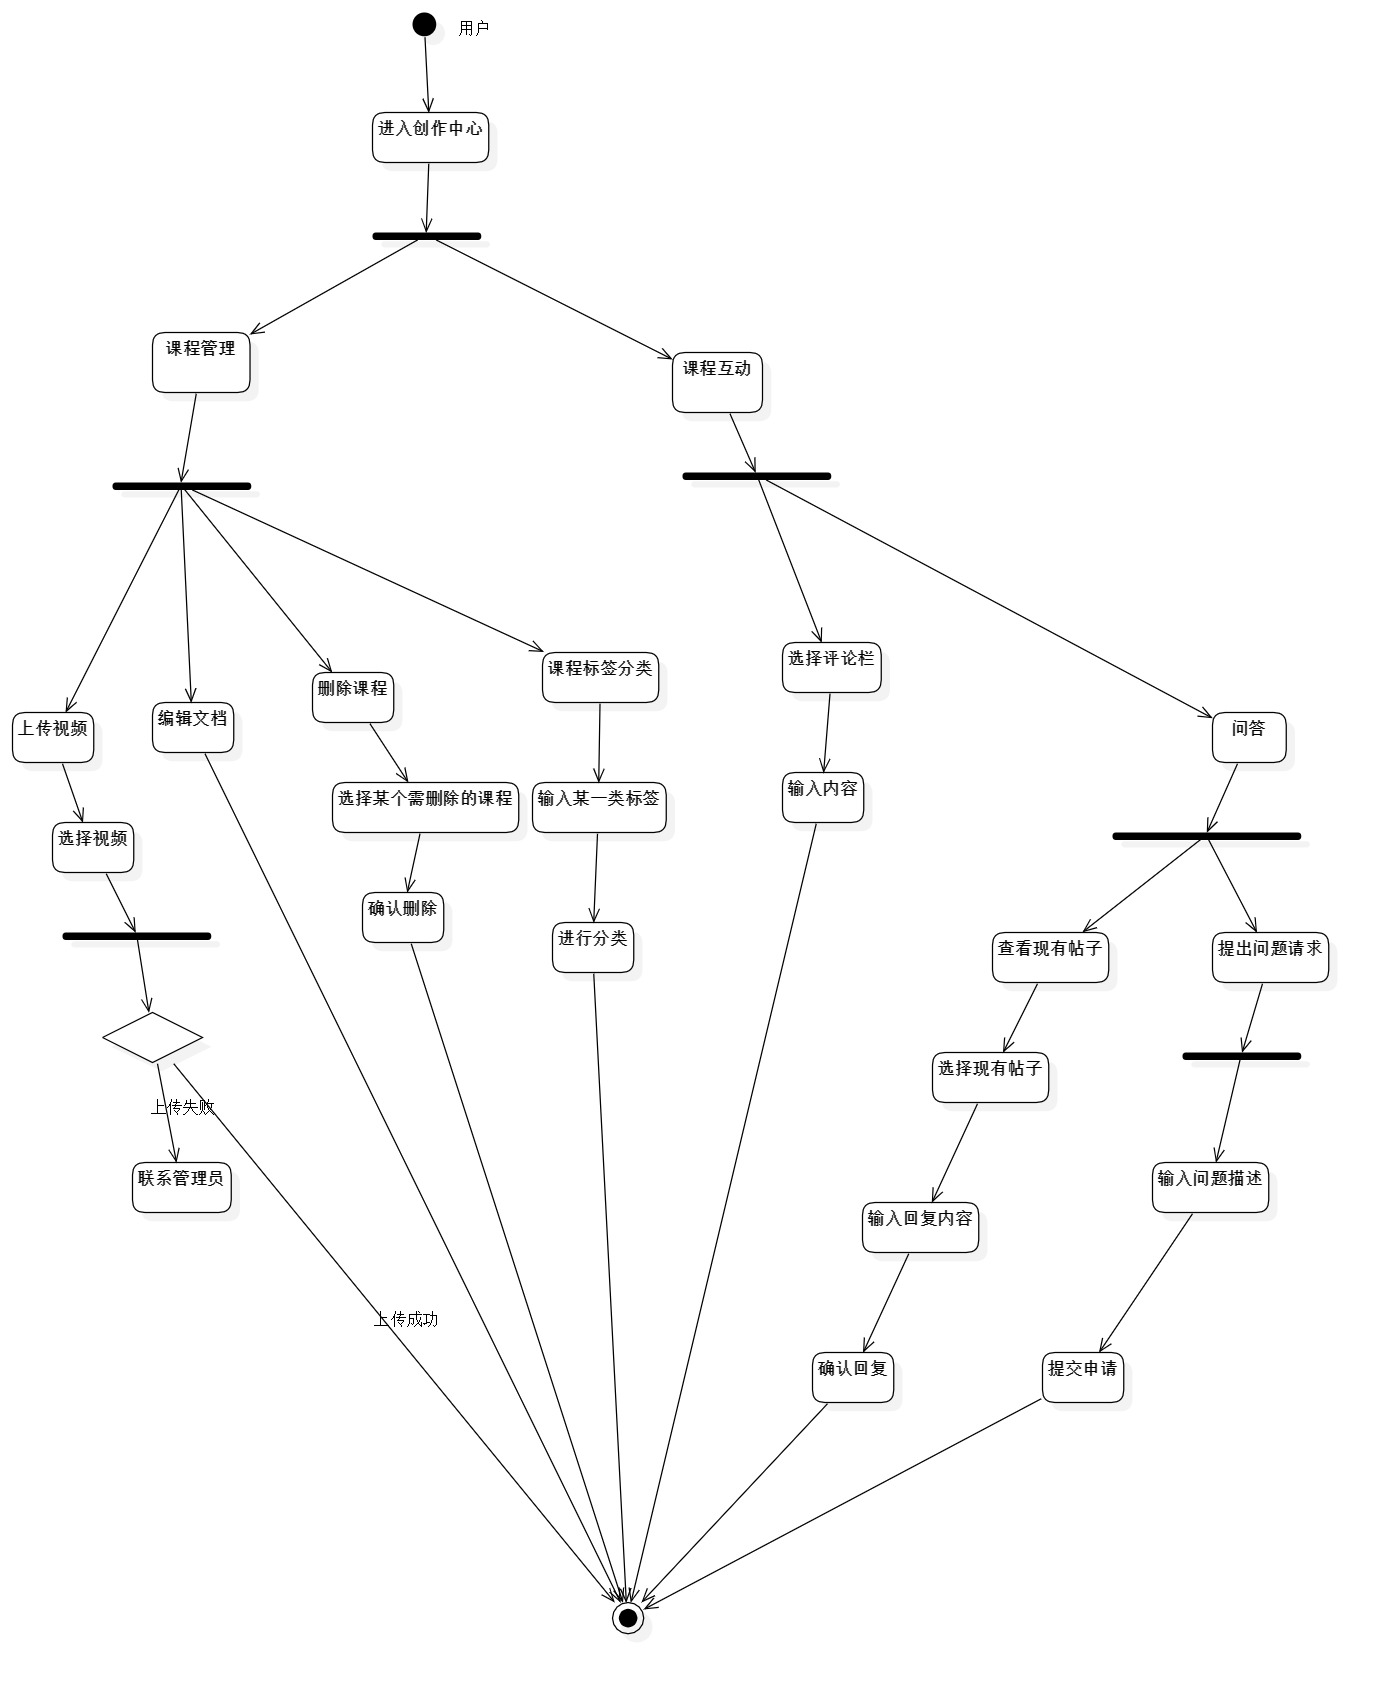 用户
进入创作中心
课程管理
课程互动
选择评论栏
课程标签分类
删除课程
编辑文档
上传视频
问答
选择某个需删除的课程
输入某一类标签
输入内容
选择视频
确认删除
进行分类
查看现有帖子
提出问题请求
选择现有帖子
上传失败
联系管理员
输入问题描述
输入回复内容
上传成功
确认回复
提交申请